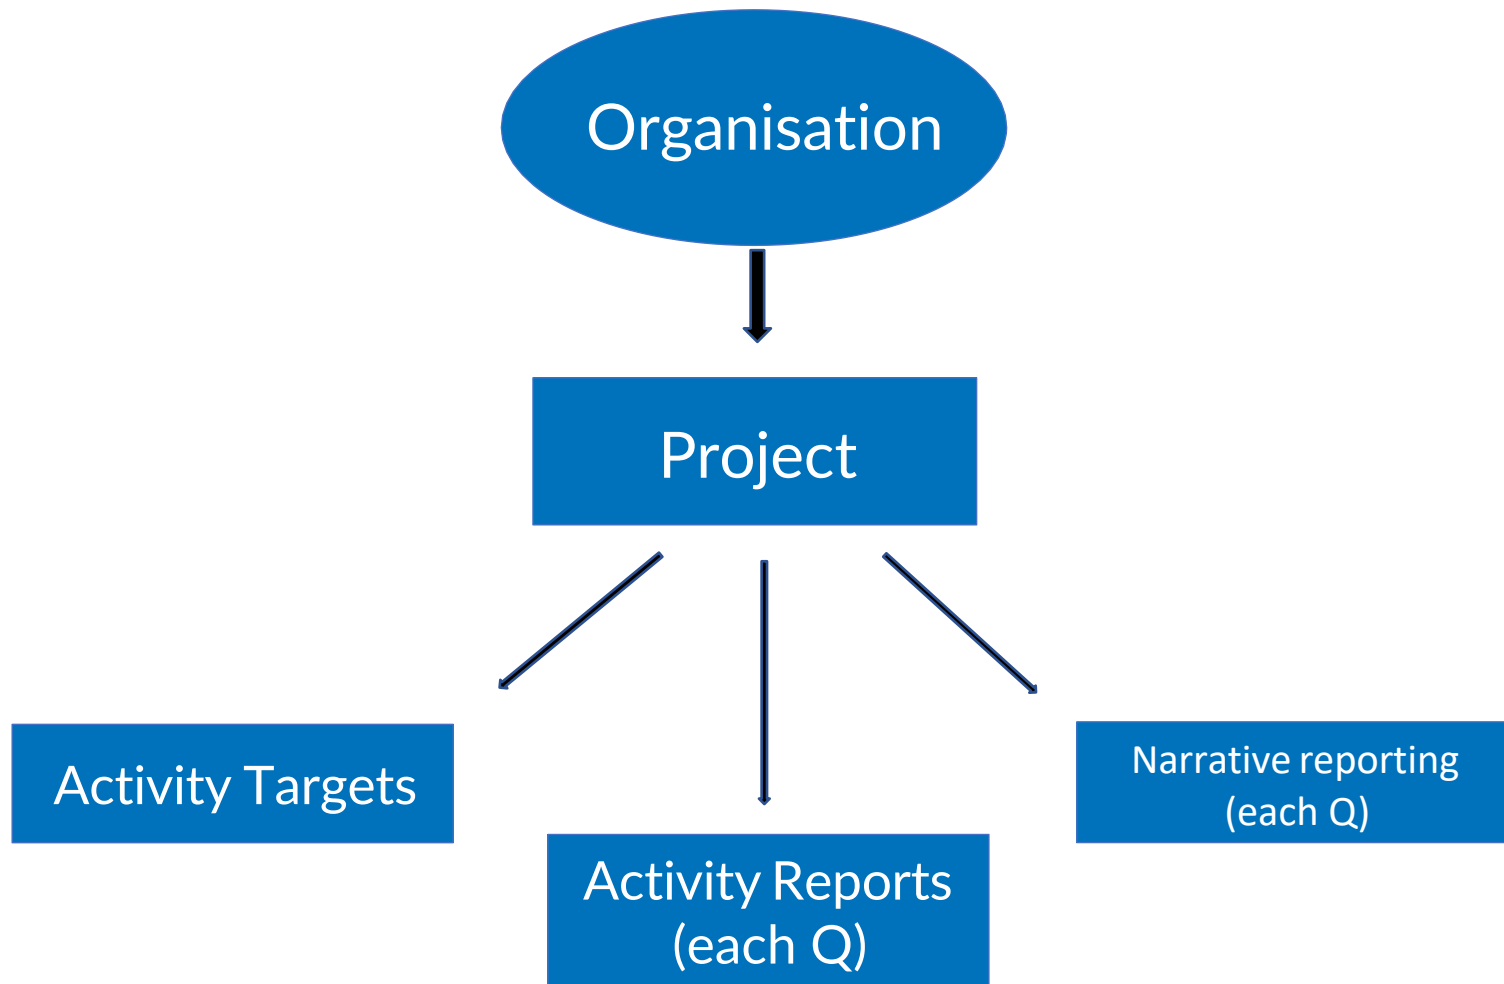 Organisation
Project
Activity Targets
Activity Reports
(each Q)
Narrative reporting
(each Q)